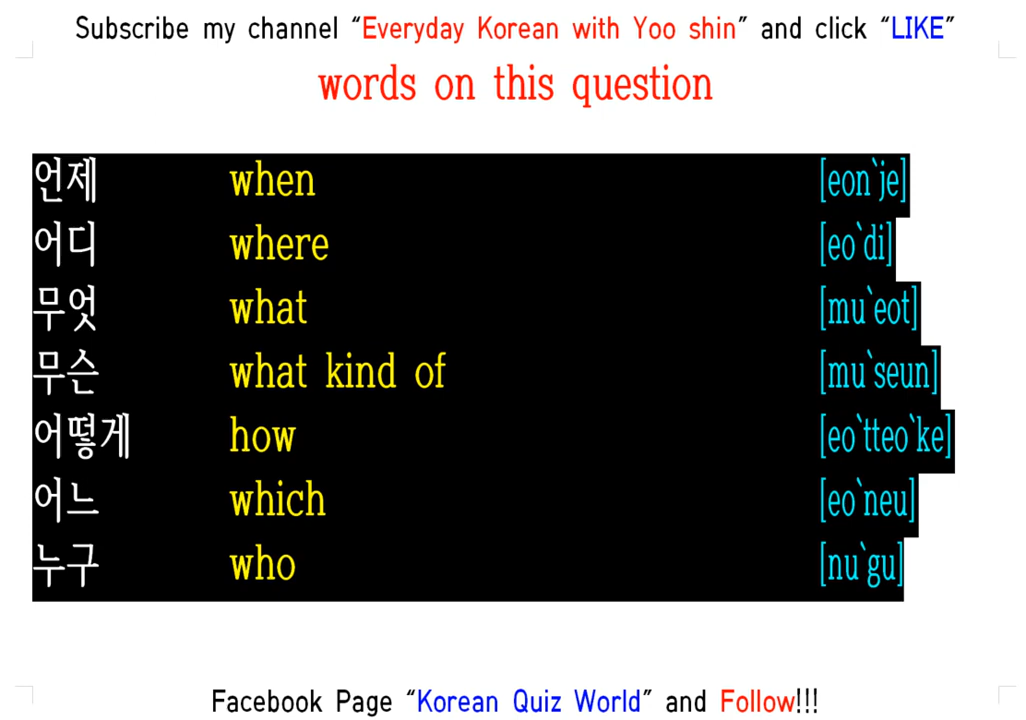 Subscribe my channel “Everyday Korean with Yoo shin” and click “LIKE”
words on this question
언제 when [eon`je]
어디 where [eo`di]
무엇 what [mu`eot]
무슨 what kind of [mu`seun]
어떻게 how [eo`tteo`ke]
어느 which [eo`neu]
누구 who [nu`gu]
Facebook Page “Korean Quiz World” and Follow!!!